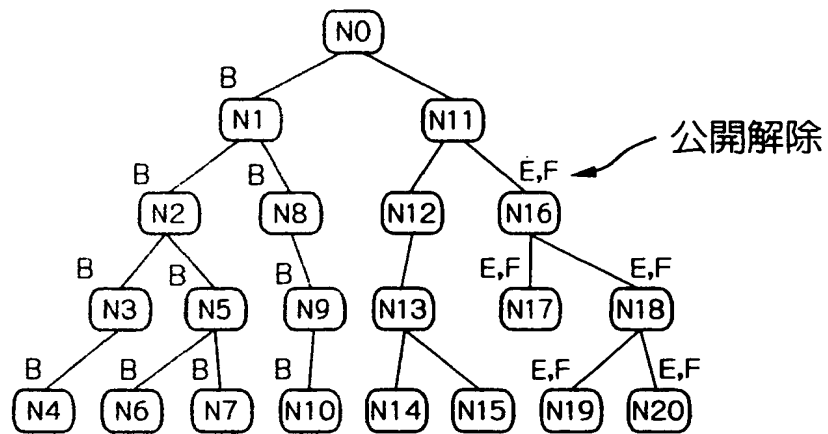 N0
B
N1 N11
公開解除
B B E,F
N2 N8 N12 N16
B B B E,F E,F
N3 N5 N9 N13 N17 N18
B B B B E,F E,F
N4 N6 N7 N10 N14 N15 N19 N20